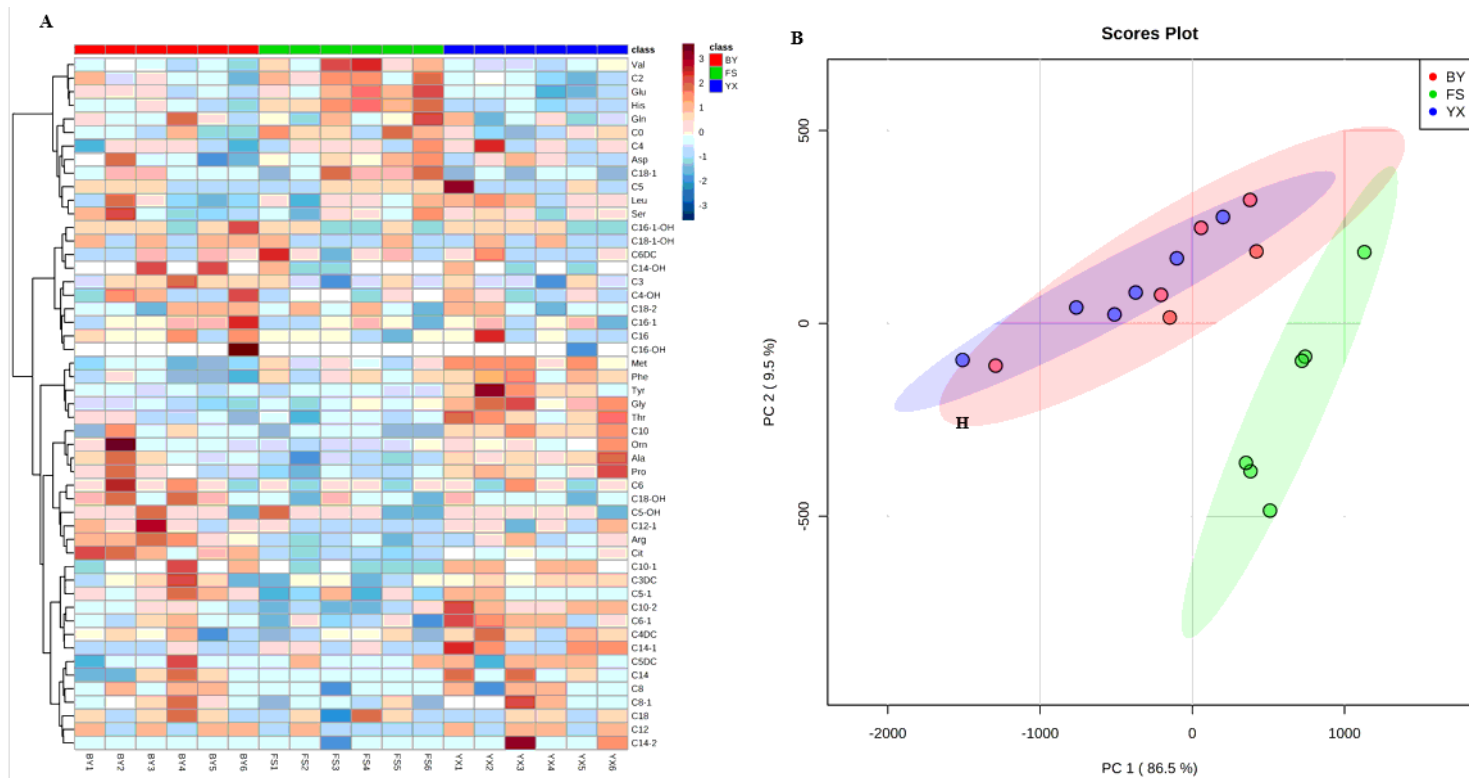 A
class
class
BY
FS
YX
3
2
1
0
-1
-2
-3
Val
C2
Glu
His
Gln
C0
C4
Asp
C18-1
C5
Leu
Ser
C16-1-OH
C18-1-OH
C6DC
C14-OH
C3
C4-OH
C18-2
C16-1
C16
C16-OH
Met
Phe
Tyr
Gly
Thr
C10
Orn
Ala
Pro
C6
C18-OH
C5-OH
C12-1
Arg
Cit
C10-1
C3DC
C5-1
C10-2
C6-1
C4DC
C14-1
C5DC
C14
C8
C8-1
C18
C12
C14-2
BY1
BY2
BY3
BY4
BY5
BY6
FS1
FS2
FS3
FS4
FS5
FS6
YX1
YX2
YX3
YX4
YX5
YX6
B
Scores Plot
BY
FS
YX
PC 2 ( 9.5 %)
500
0
-500
H
-2000
-1000
0
1000
PC 1 ( 86.5 %)